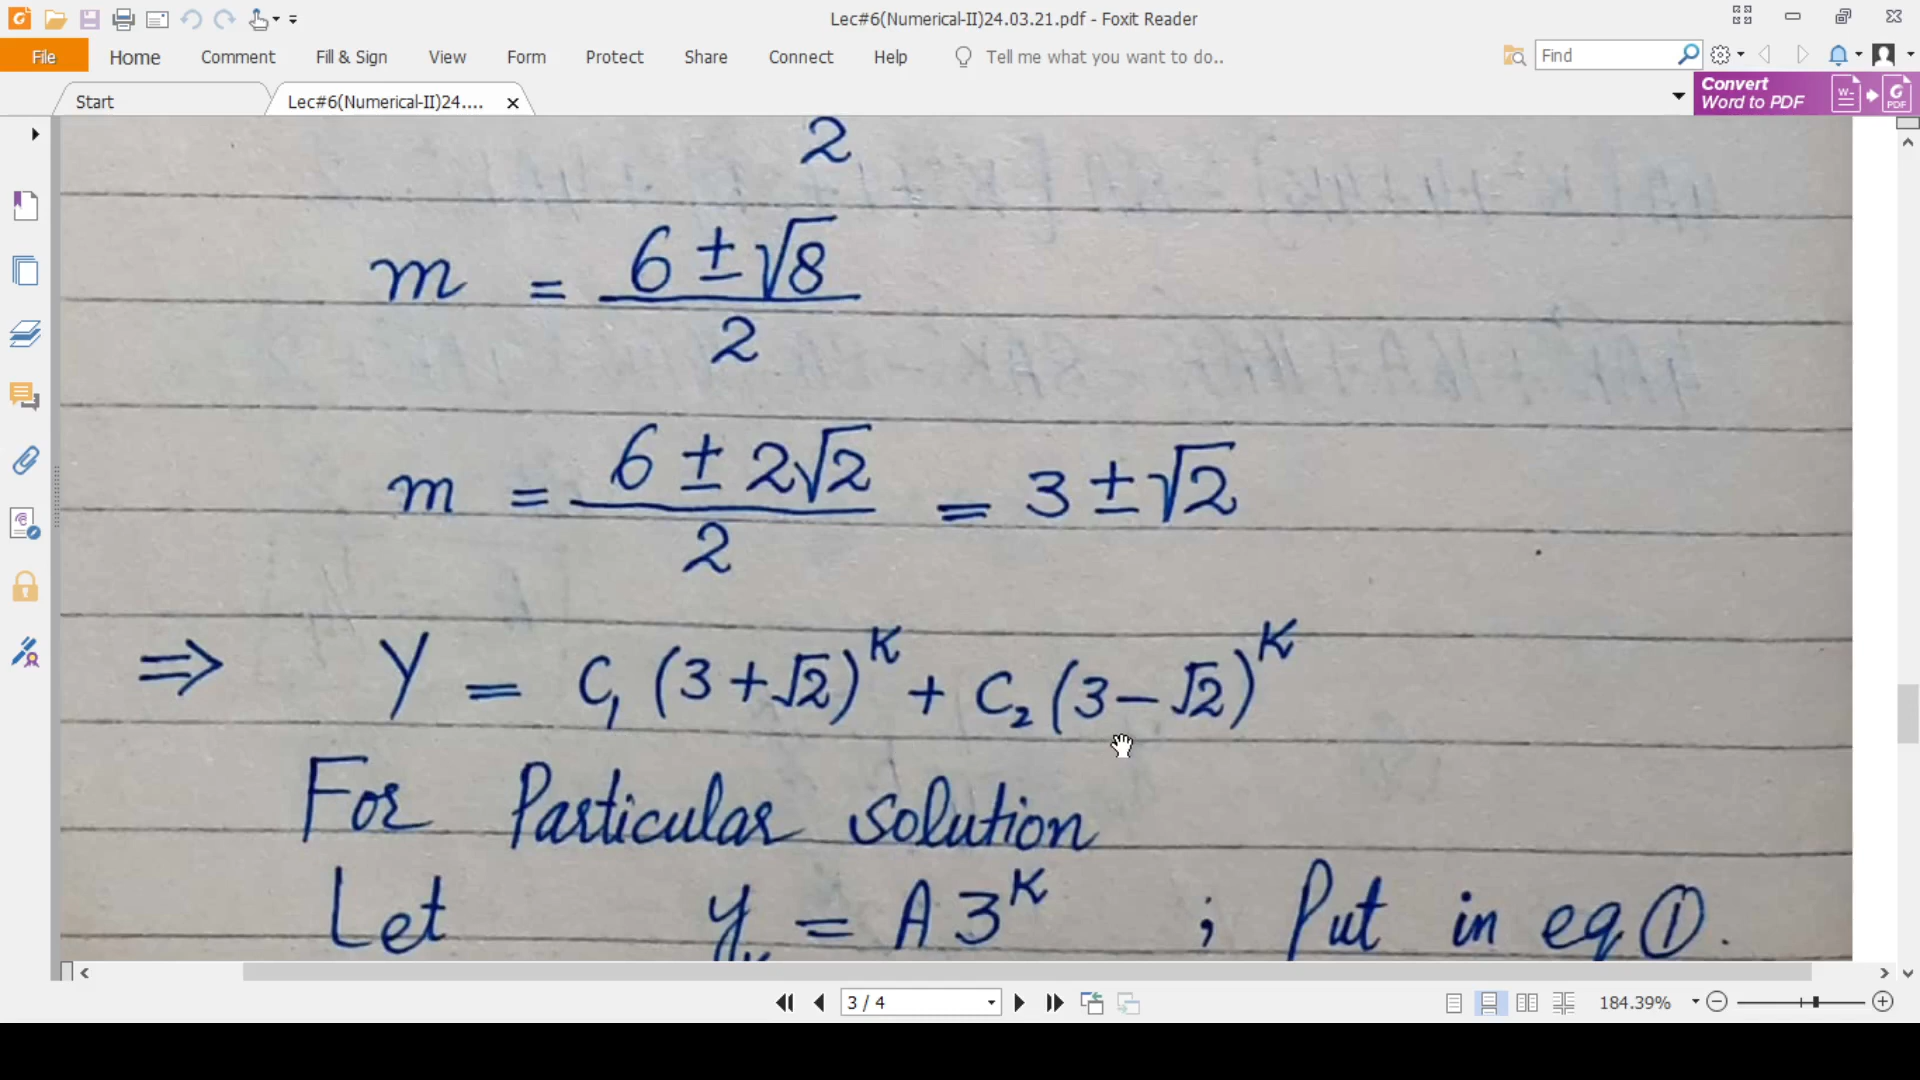 Lec#6(Numerical-II)24.03.21.pdf - Foxit Reader
File Home Comment Fill & Sign View Form Protect Share Connect Help Tell me what you want to do.. Find
Start Lec#6(Numerical-II)24.... Convert Word to PDF
2
m = 6 ± √8 / 2
m = 6 ± 2√2 / 2 = 3 ± √2
⇒ Y = C₁ (3 + √2)^K + C₂ (3 - √2)^K
For Particular solution
Let y_K = A 3^K ; Put in eq ①.
3 / 4 184.39%